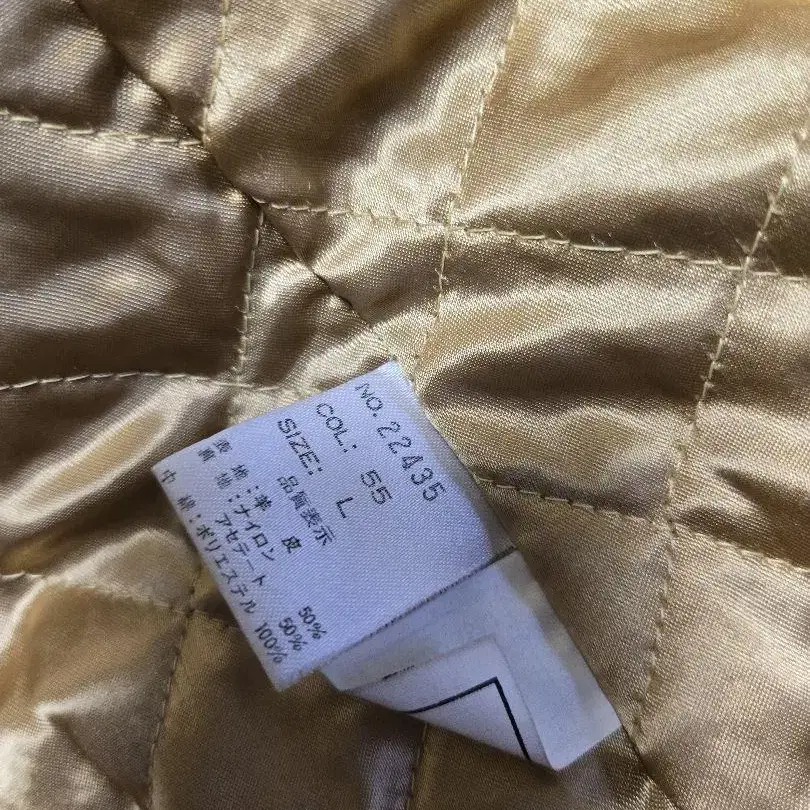 NO.22435
COL: 55
SIZE: L
品質表示
表地:羊皮
裏地:ナイロン 50%
アセテート 50%
中綿:ポリエステル 100%